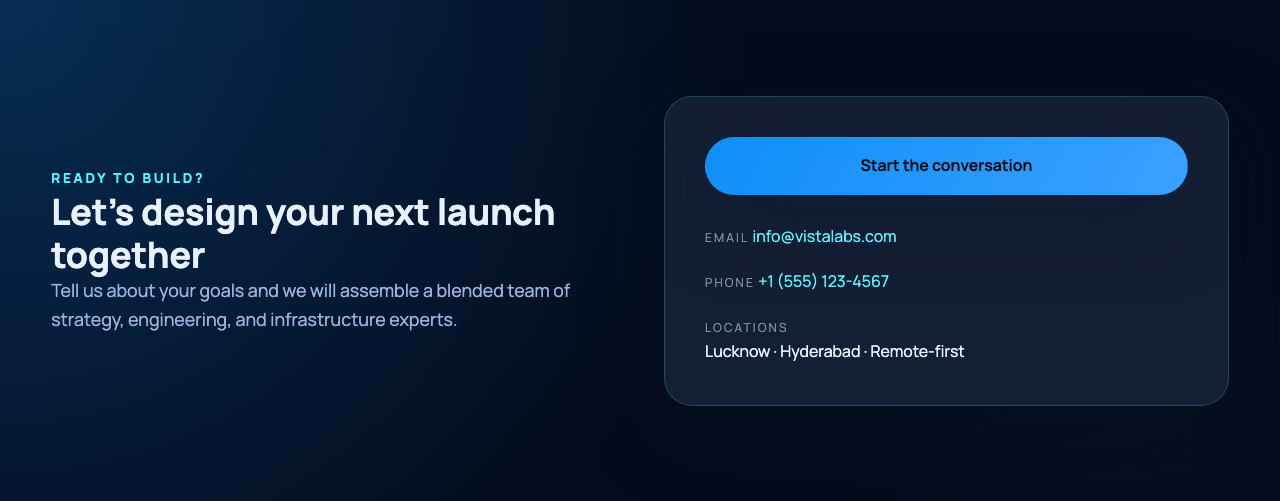 READY TO BUILD?
Let’s design your next launch
together
Tell us about your goals and we will assemble a blended team of
strategy, engineering, and infrastructure experts.
Start the conversation
EMAIL info@vistalabs.com
PHONE +1 (555) 123-4567
LOCATIONS
Lucknow · Hyderabad · Remote-first